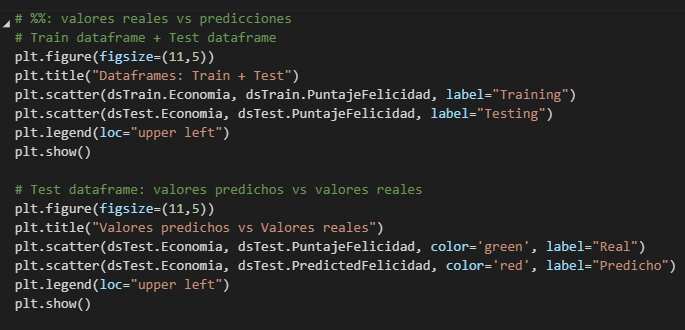 # %%: valores reales vs predicciones
# Train dataframe + Test dataframe
plt.figure(figsize=(11,5))
plt.title("Dataframes: Train + Test")
plt.scatter(dsTrain.Economia, dsTrain.PuntajeFelicidad, label="Training")
plt.scatter(dsTest.Economia, dsTest.PuntajeFelicidad, label="Testing")
plt.legend(loc="upper left")
plt.show()
# Test dataframe: valores predichos vs valores reales
plt.figure(figsize=(11,5))
plt.title("Valores predichos vs Valores reales")
plt.scatter(dsTest.Economia, dsTest.PuntajeFelicidad, color='green', label="Real")
plt.scatter(dsTest.Economia, dsTest.PredictedFelicidad, color='red', label="Predicho")
plt.legend(loc="upper left")
plt.show()